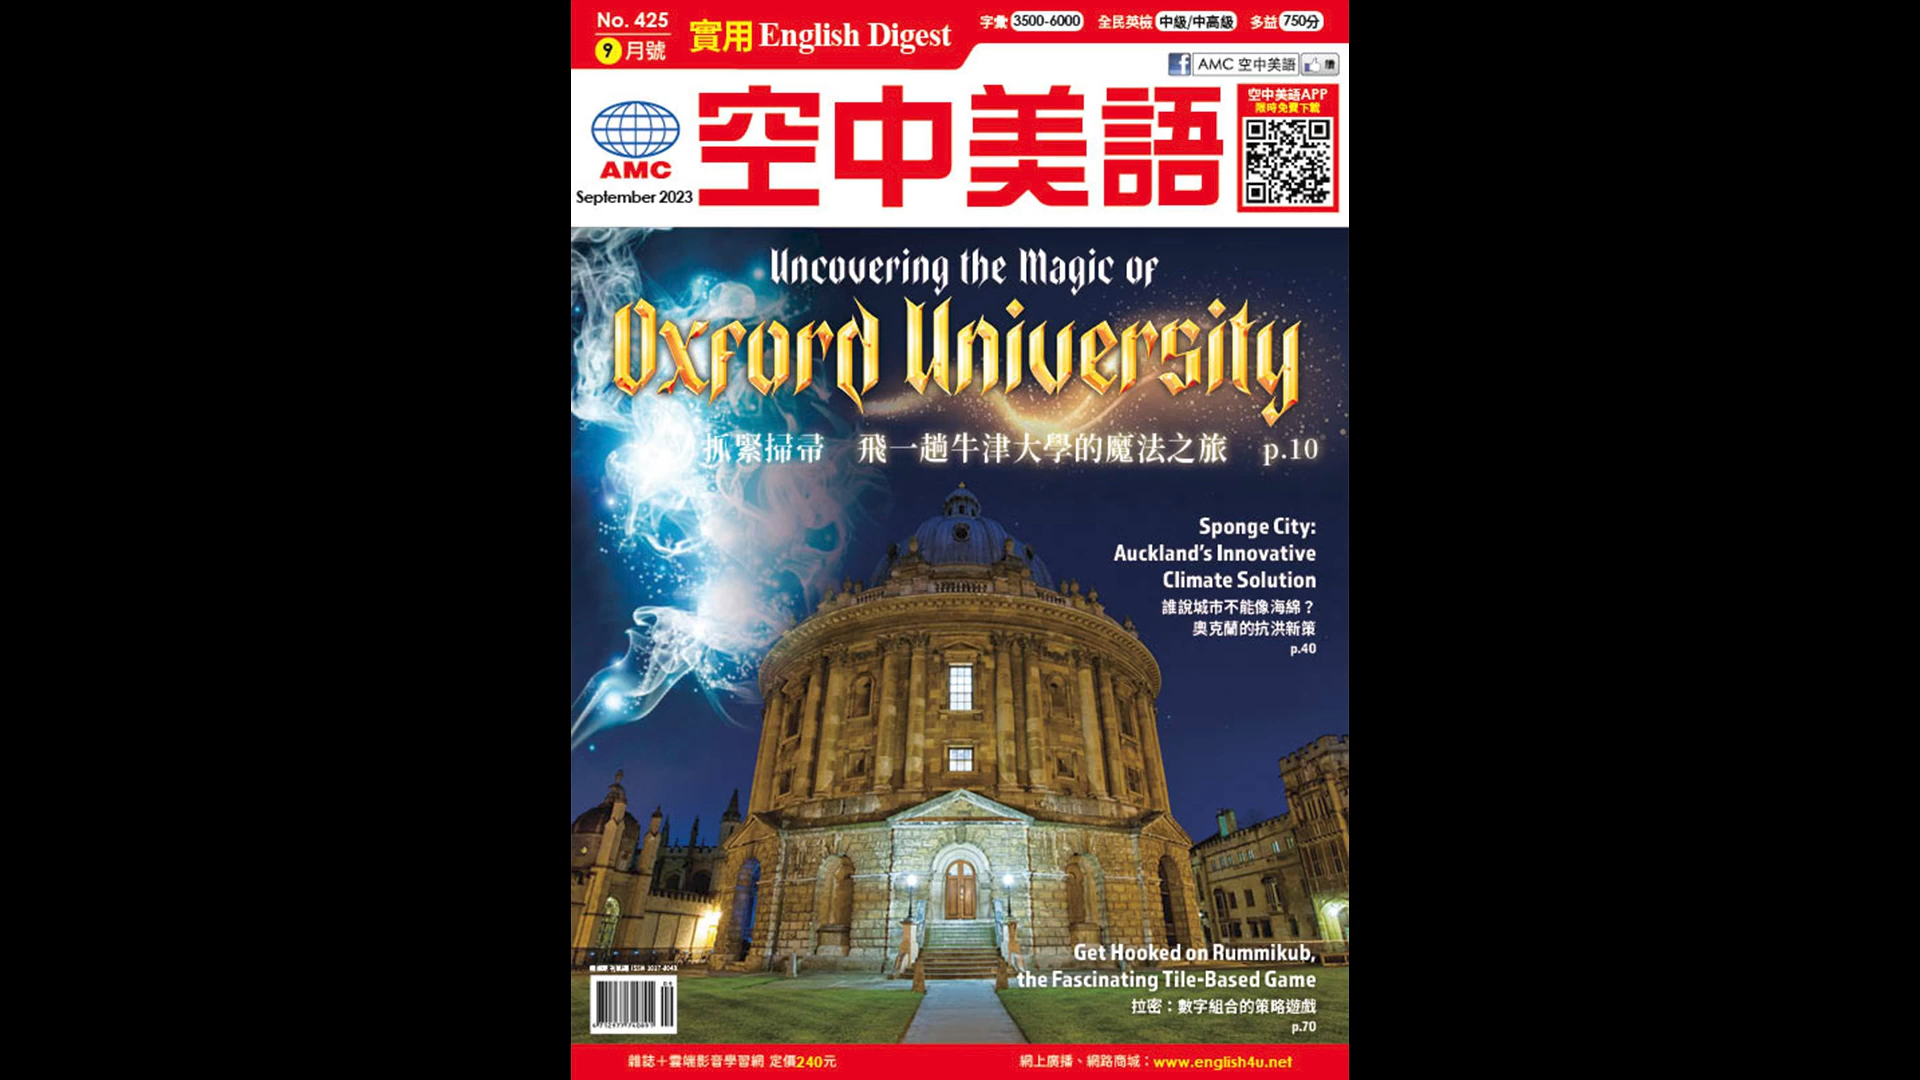 No. 425
9月號
實用 English Digest
字彙 3500-6000 全民英檢 中級/中高級 多益 750分
AMC 空中美語 讚
空中美語APP
限時免費下載
AMC
September 2023
空中美語
Uncovering the Magic of
Oxford University
抓緊掃帚 飛一趟牛津大學的魔法之旅 p.10
Sponge City:
Auckland's Innovative
Climate Solution
誰說城市不能像海綿？
奧克蘭的抗洪新策
p.40
Get Hooked on Rummikub,
the Fascinating Tile-Based Game
拉密：數字組合的策略遊戲
p.70
雜誌＋雲端影音學習網 定價240元
網上廣播、網路商城：www.english4u.net